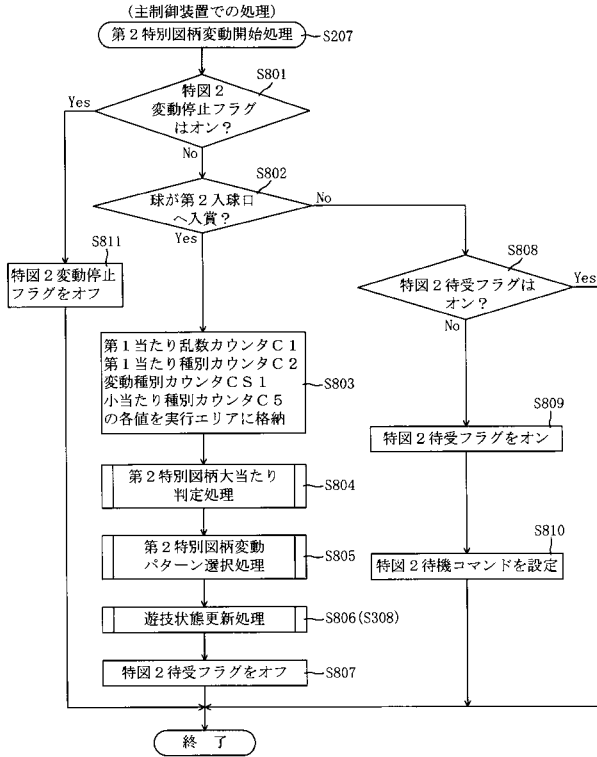 (主制御装置での処理)
第2特別図柄変動開始処理
S207
S801
特図2
変動停止フラグ
はオン?
Yes
No
S802
球が第2入球口
へ入賞?
No
Yes
S811
特図2変動停止
フラグをオフ
S808
特図2待受フラグは
オン?
Yes
No
第1当たり乱数カウンタC1
第1当たり種別カウンタC2
変動種別カウンタCS1
小当たり種別カウンタC5
の各値を実行エリアに格納
S803
S809
特図2待受フラグをオン
第2特別図柄大当たり
判定処理
S804
S810
特図2待機コマンドを設定
第2特別図柄変動
パターン選択処理
S805
遊技状態更新処理
S806(S308)
特図2待受フラグをオフ
S807
終 了